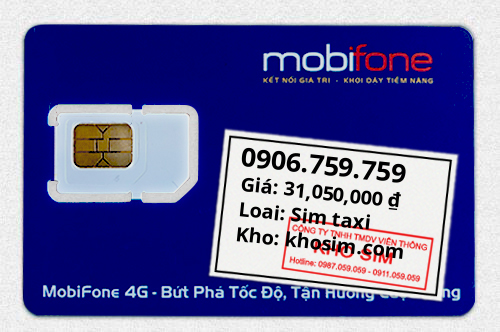 mobifone
KẾT NỐI GIÁ TRỊ - KHƠI DẬY TIỀM NĂNG
0906.759.759
Giá: 31,050,000 ₫
Loai: Sim taxi
Kho: khosim.com
CÔNG TY TNHH TMDV VIỄN THÔNG
KHO SIM
Hotline: 0987.059.059 - 0911.059.059
MobiFone 4G - Bứt Phá Tốc Độ, Tận Hưởng